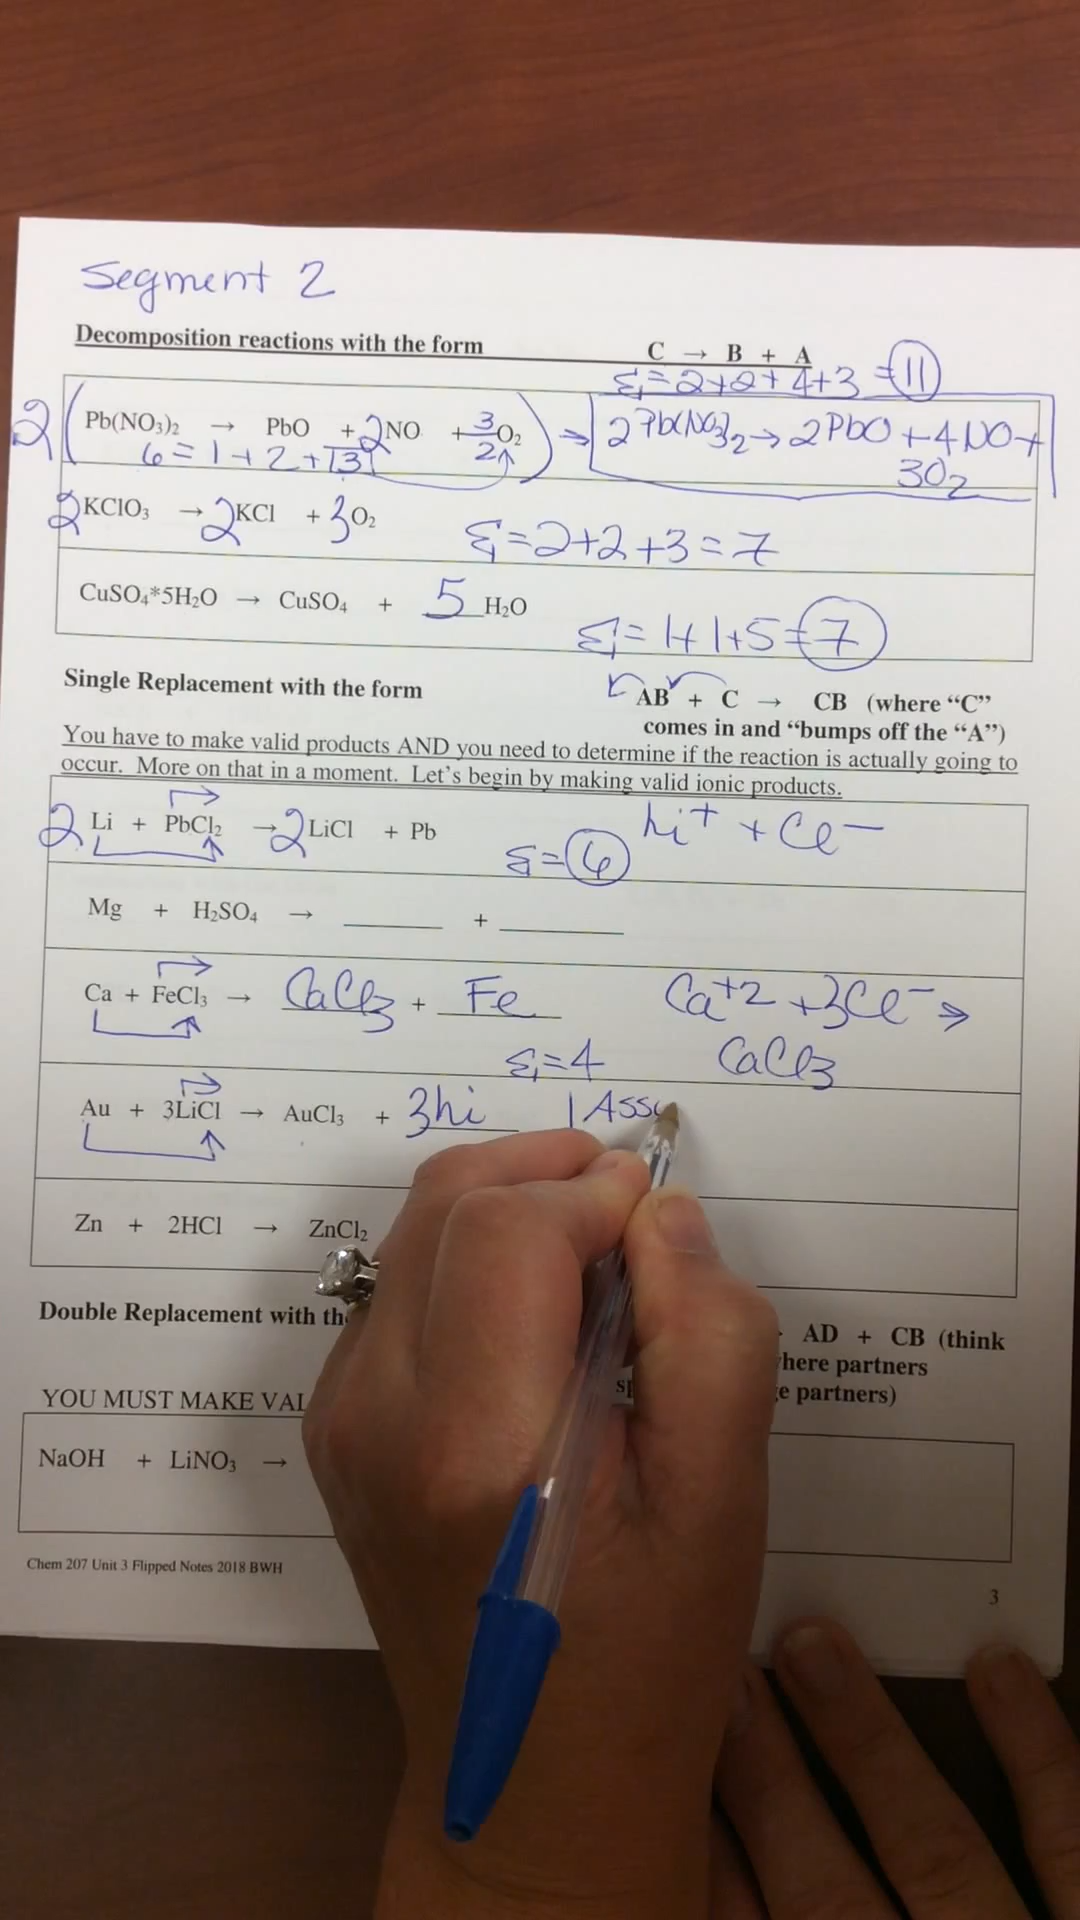 Segment 2
Decomposition reactions with the form C → B + A
Σ = 2+2+4+3 = 11
2( Pb(NO₃)₂ → PbO + 2NO + 3/2 O₂ ) ⇒ 2Pb(NO₃)₂ → 2PbO + 4NO +
6 = 1 + 2 + [3] 3O₂
2KClO₃ → 2KCl + 3O₂ Σ = 2+2+3 = 7
CuSO₄*5H₂O → CuSO₄ + 5 H₂O Σ = 1+1+5 = 7
Single Replacement with the form AB + C → CB (where “C”
comes in and “bumps off the “A”)
You have to make valid products AND you need to determine if the reaction is actually going to
occur. More on that in a moment. Let’s begin by making valid ionic products.
2 Li + PbCl₂ → 2LiCl + Pb Σ = 6 Li⁺ + Cl⁻
Mg + H₂SO₄ → ________ + ________
Ca + FeCl₃ → CaCl₃ + Fe Ca⁺² + 3Cl⁻ ⇒
Σ = 4 CaCl₃
Au + 3LiCl → AuCl₃ + 3Li
Zn + 2HCl → ZnCl₂
Double Replacement with AD + CB (think
partners
YOU MUST MAKE partners)
NaOH + LiNO₃ →
Chem 207 Unit 3 Flipped Notes 2018 BWH
3